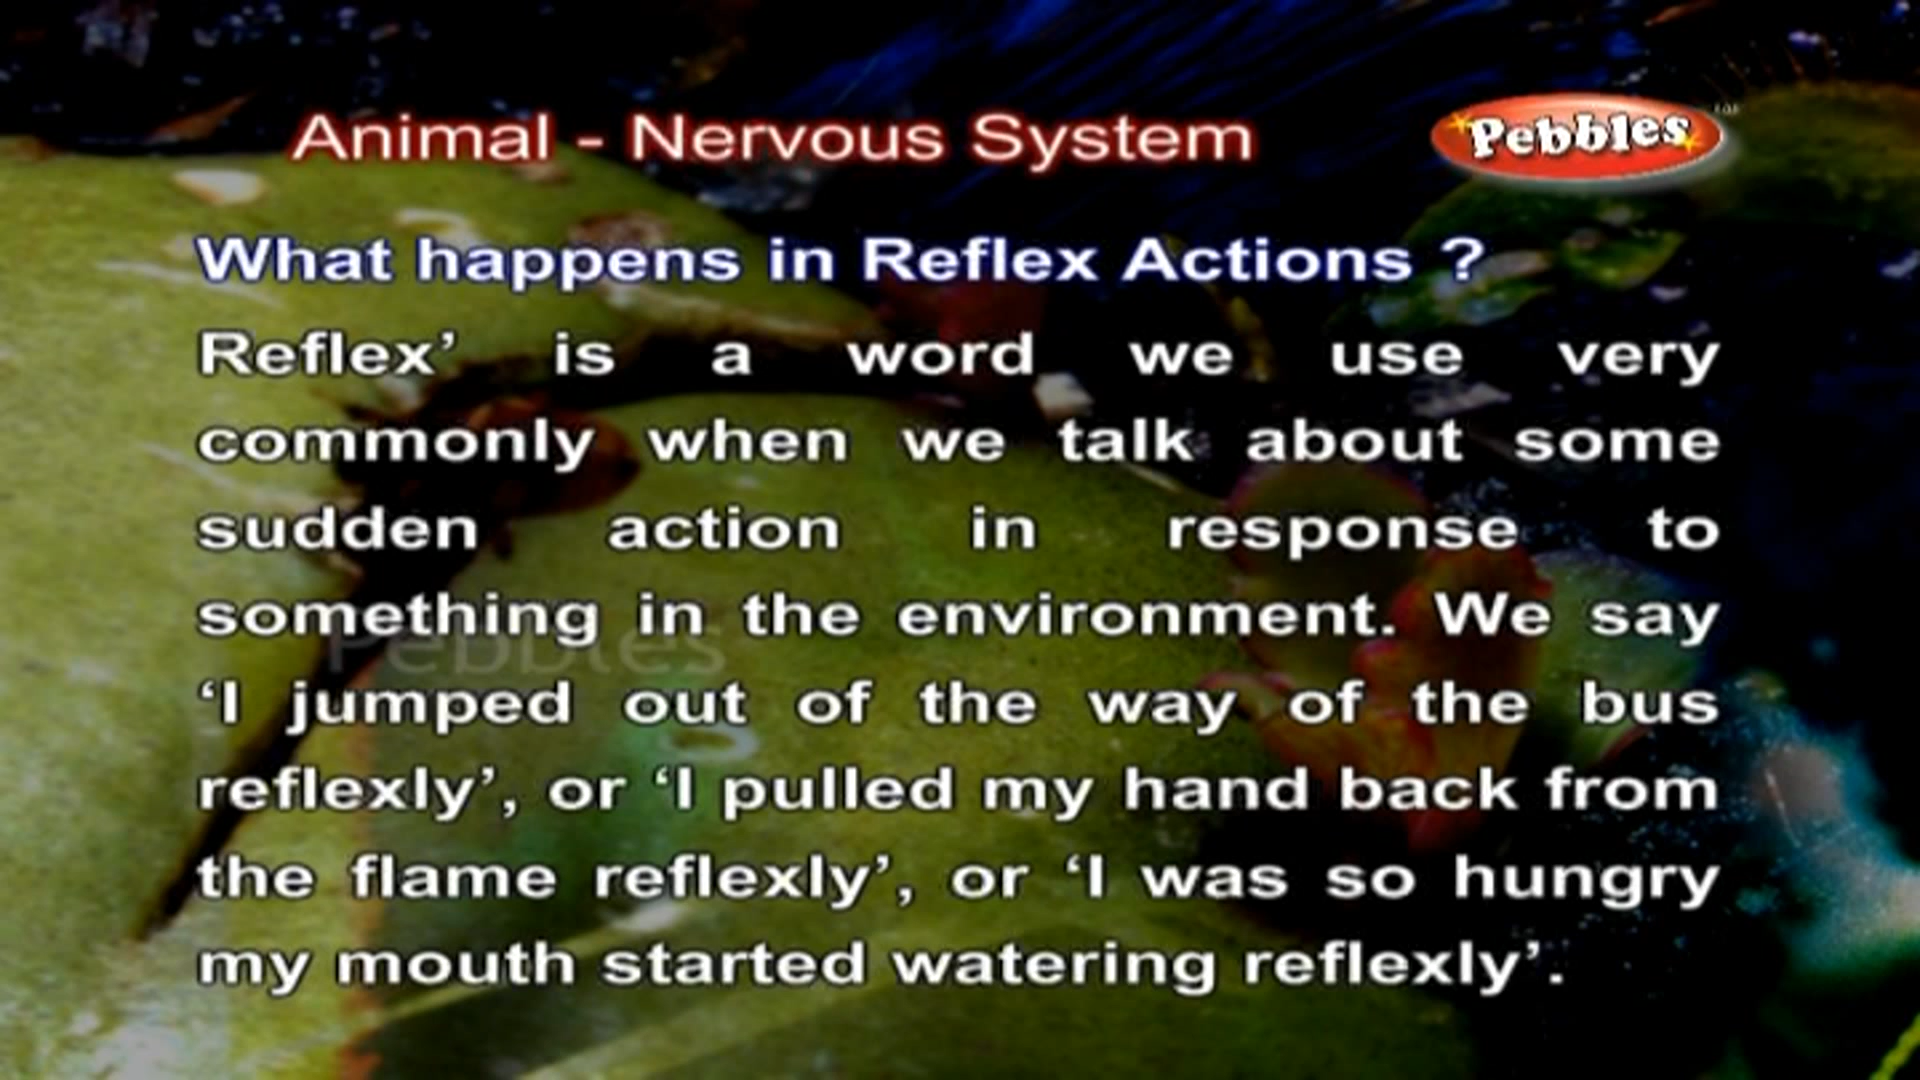 Animal - Nervous System
Pebbles
What happens in Reflex Actions ?
Reflex’ is a word we use very
commonly when we talk about some
sudden action in response to
something in the environment. We say
Pebbles
‘I jumped out of the way of the bus
reflexly’, or ‘I pulled my hand back from
the flame reflexly’, or ‘I was so hungry
my mouth started watering reflexly’.